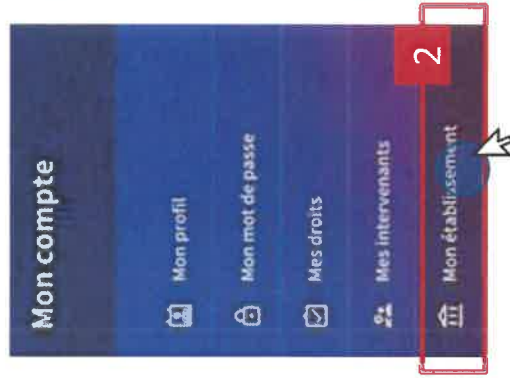 Mon compte
Mon profil
Mon mot de passe
Mes droits
Mes intervenants
Mon établissement
2